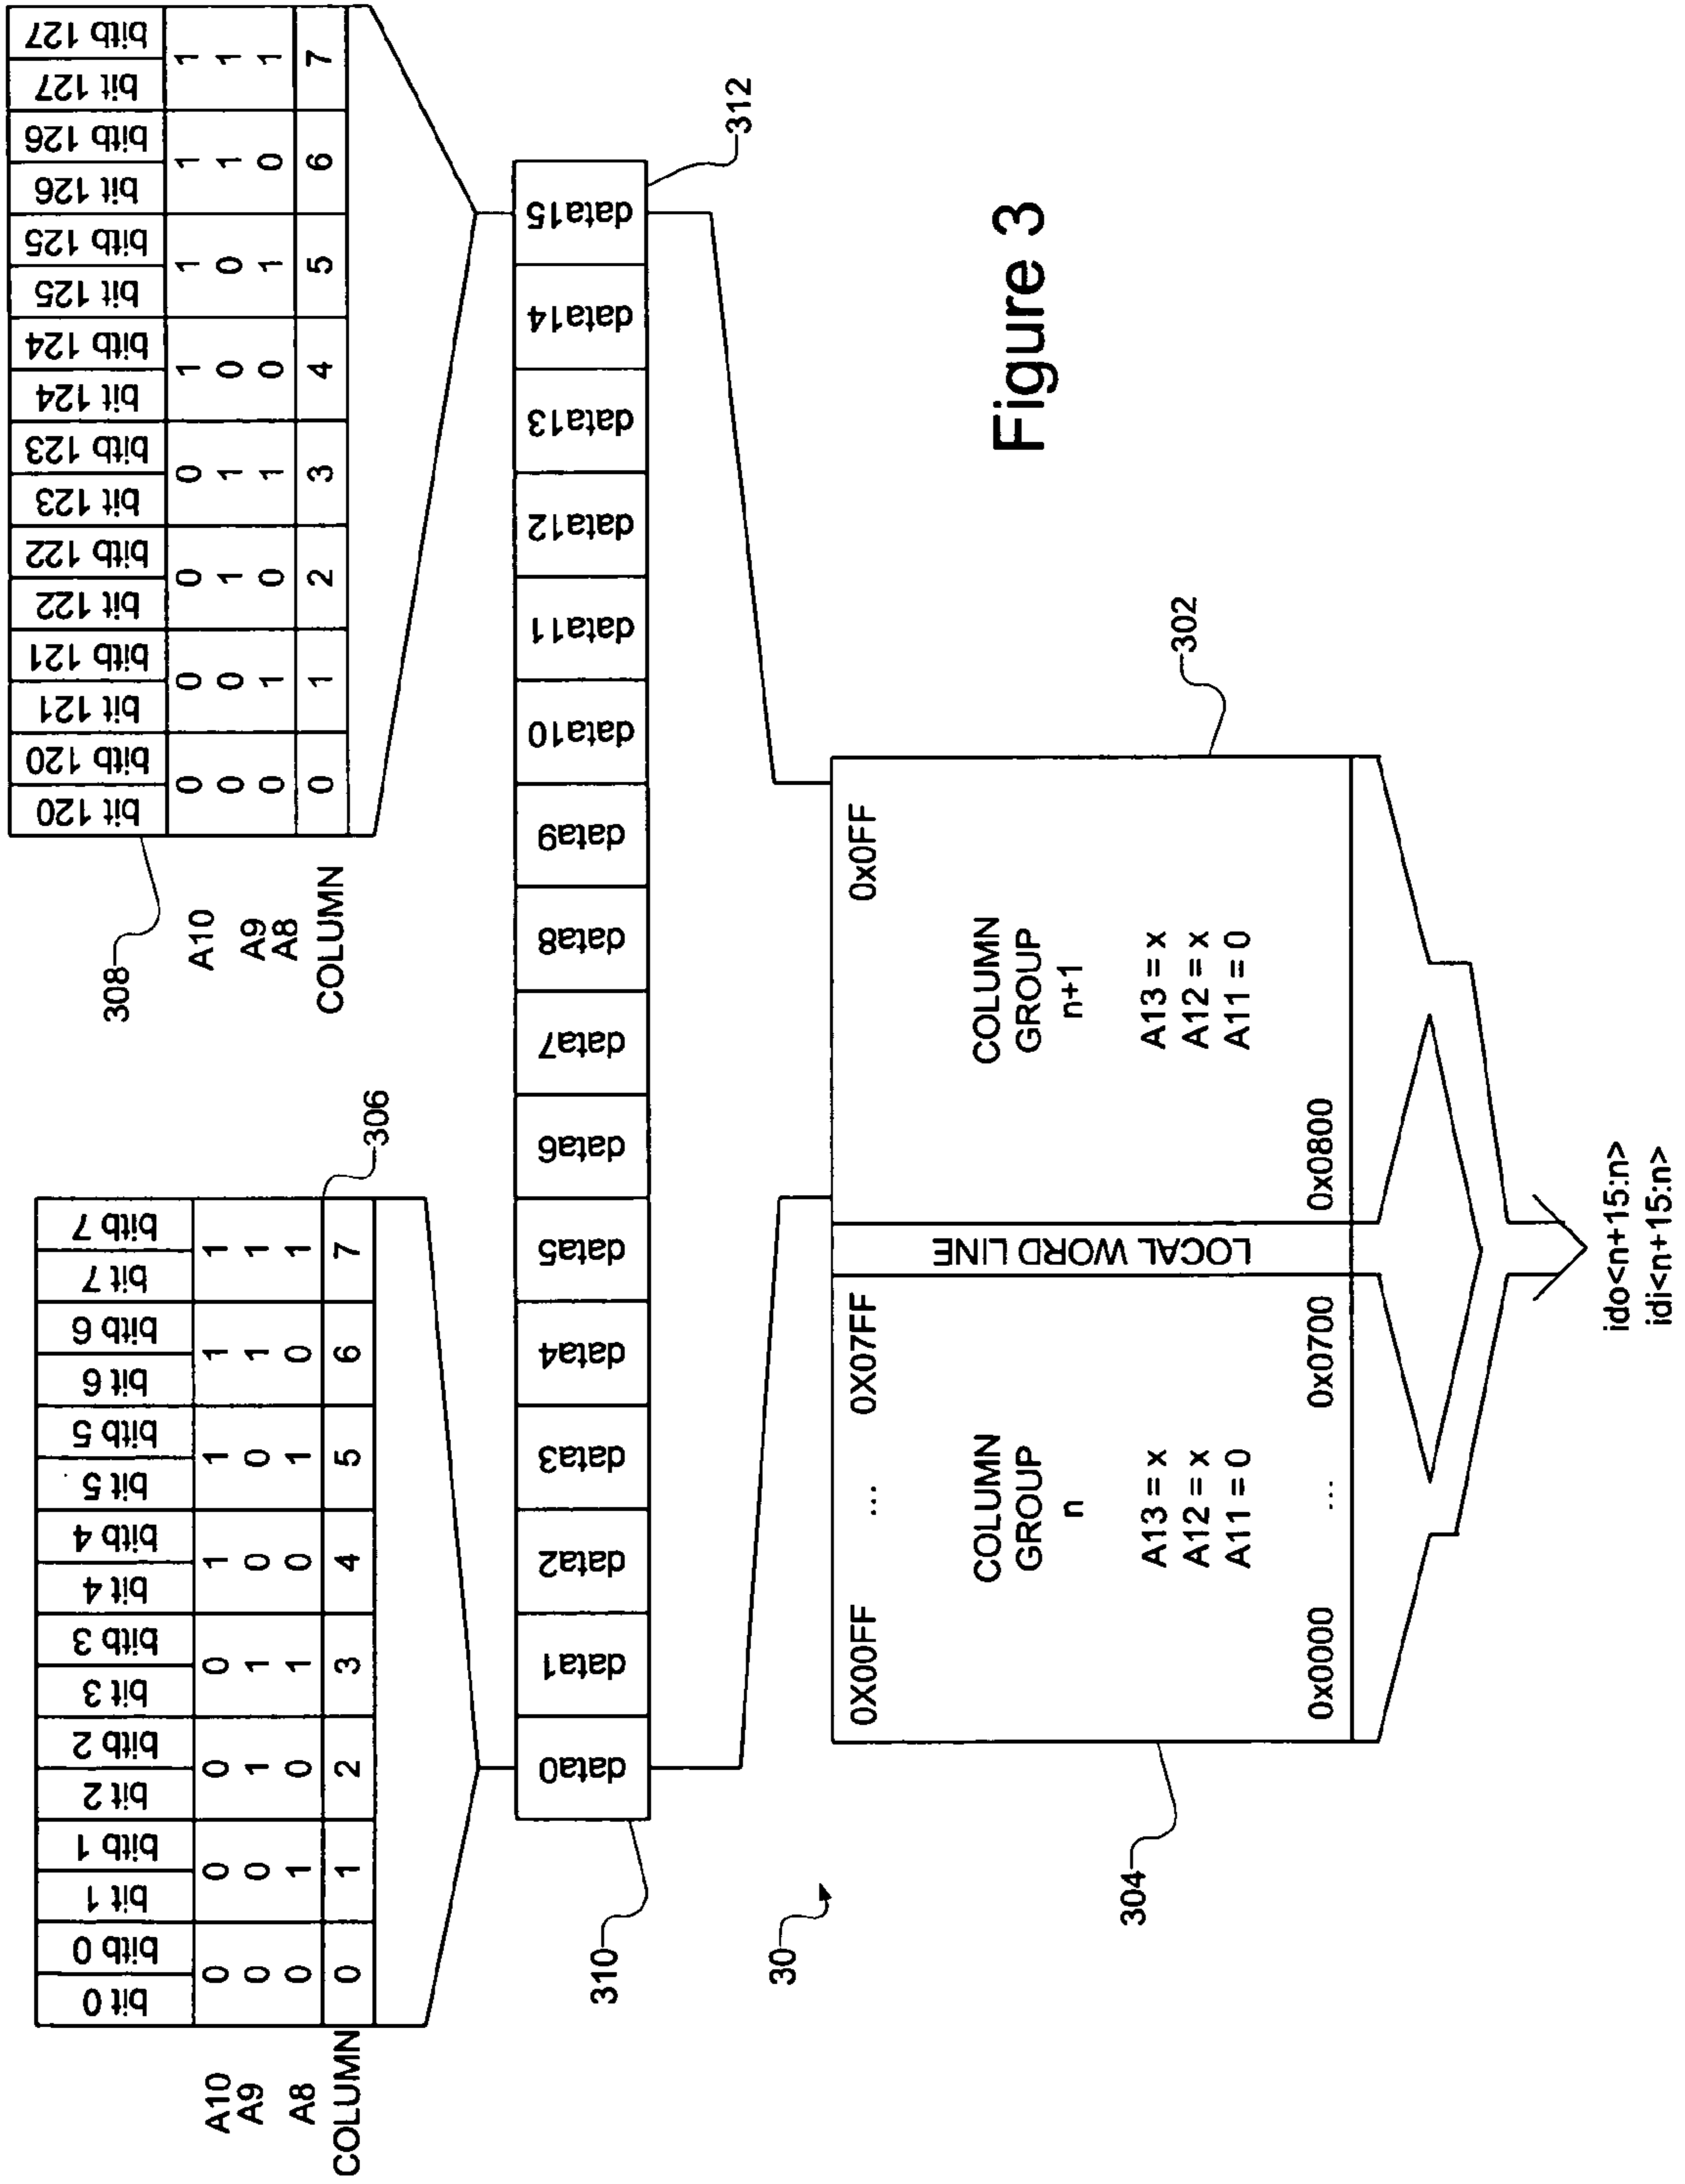 bit 0 bitb 0 bit 1 bitb 1 bit 2 bitb 2 bit 3 bitb 3 bit 4 bitb 4 bit 5 bitb 5 bit 6 bitb 6 bit 7 bitb 7
A10 0 0 0 0 1 1 1 1
A9 0 0 1 1 0 0 1 1
A8 0 1 0 1 0 1 0 1
COLUMN 0 1 2 3 4 5 6 7
306
bit 120 bitb 120 bit 121 bitb 121 bit 122 bitb 122 bit 123 bitb 123 bit 124 bitb 124 bit 125 bitb 125 bit 126 bitb 126 bit 127 bitb 127
308
A10 0 0 0 0 1 1 1 1
A9 0 0 1 1 0 0 1 1
A8 0 1 0 1 0 1 0 1
COLUMN 0 1 2 3 4 5 6 7
data0 data1 data2 data3 data4 data5 data6 data7 data8 data9 data10 data11 data12 data13 data14 data15
310
312
30
0X00FF ... 0X07FF
COLUMN
GROUP
n
A13 = x
A12 = x
A11 = 0
0x0000 ... 0x0700
304
LOCAL WORD LINE
0x0FF
COLUMN
GROUP
n+1
A13 = x
A12 = x
A11 = 0
0x0800
302
ido<n+15:n>
idi<n+15:n>
Figure 3